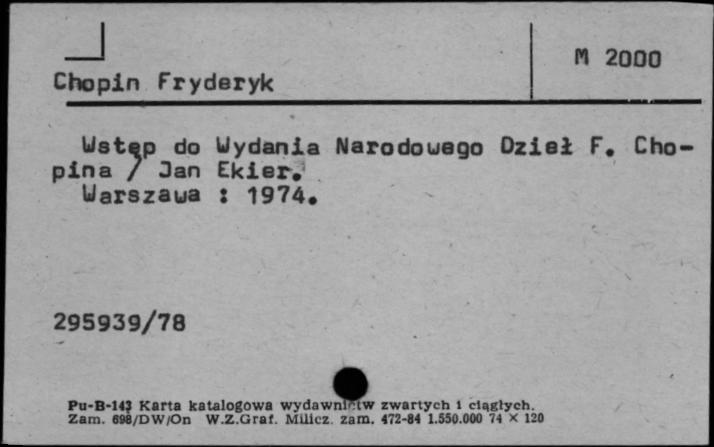 M 2000
Chopin Fryderyk
Wstęp do Wydania Narodowego Dzieł F. Cho-
pina / Jan Ekier.
Warszawa : 1974.
295939/78
Pu-B-143 Karta katalogowa wydawnictw zwartych i ciągłych.
Zam. 698/DW/On W.Z.Graf. Milicz. zam. 472-84 1.550.000 74 × 120